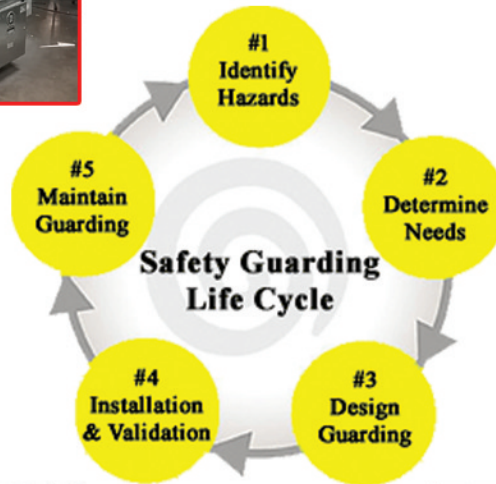 #1
Identify
Hazards
#2
Determine
Needs
#3
Design
Guarding
#4
Installation
& Validation
#5
Maintain
Guarding
Safety Guarding
Life Cycle